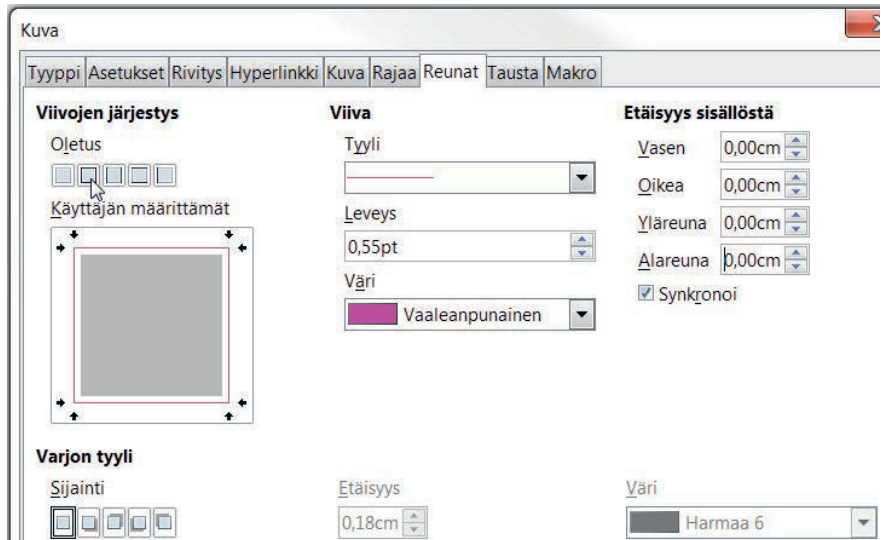 Kuva
Tyyppi Asetukset Rivitys Hyperlinkki Kuva Rajaa Reunat Tausta Makro
Viivojen järjestys
Oletus
Käyttäjän määrittämät
Viiva
Tyyli
Leveys
0,55pt
Väri
Vaaleanpunainen
Etäisyys sisällöstä
Vasen 0,00cm
Oikea 0,00cm
Yläreuna 0,00cm
Alareuna 0,00cm
Synkronoi
Varjon tyyli
Sijainti
Etäisyys
0,18cm
Väri
Harmaa 6